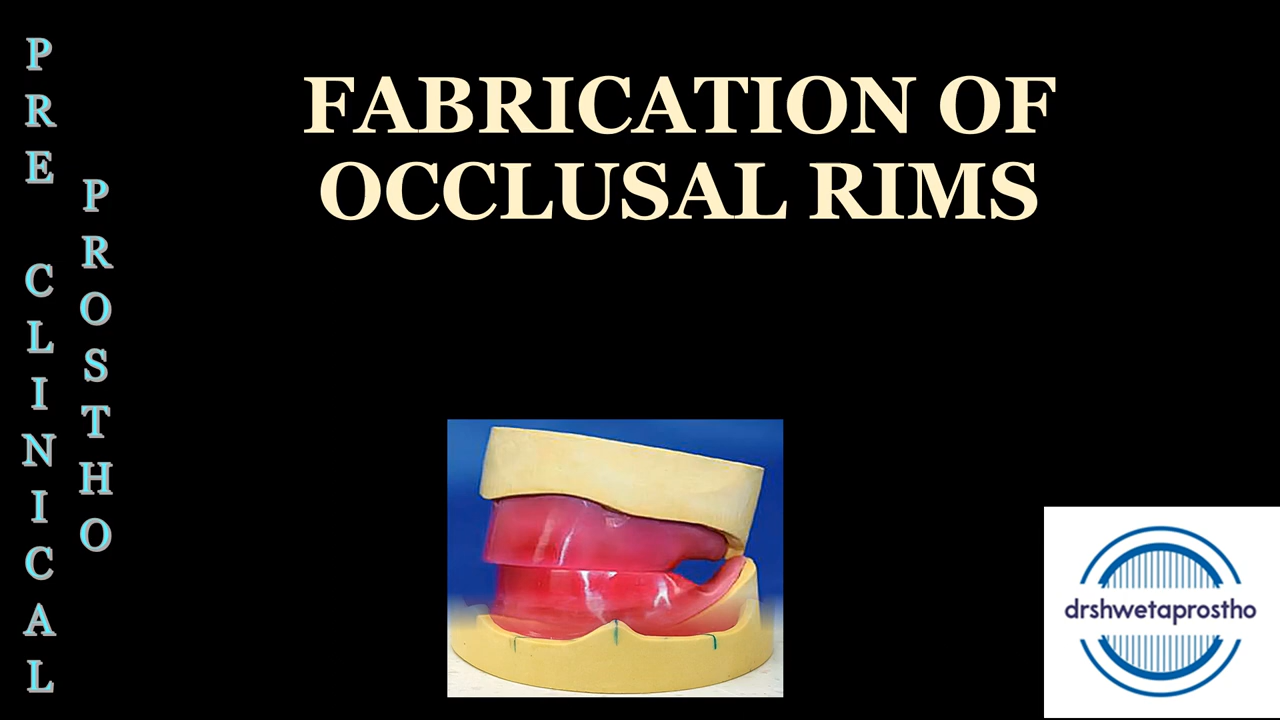 PRE CLINICAL
PROSTHO
FABRICATION OF
OCCLUSAL RIMS
drshwetaprostho